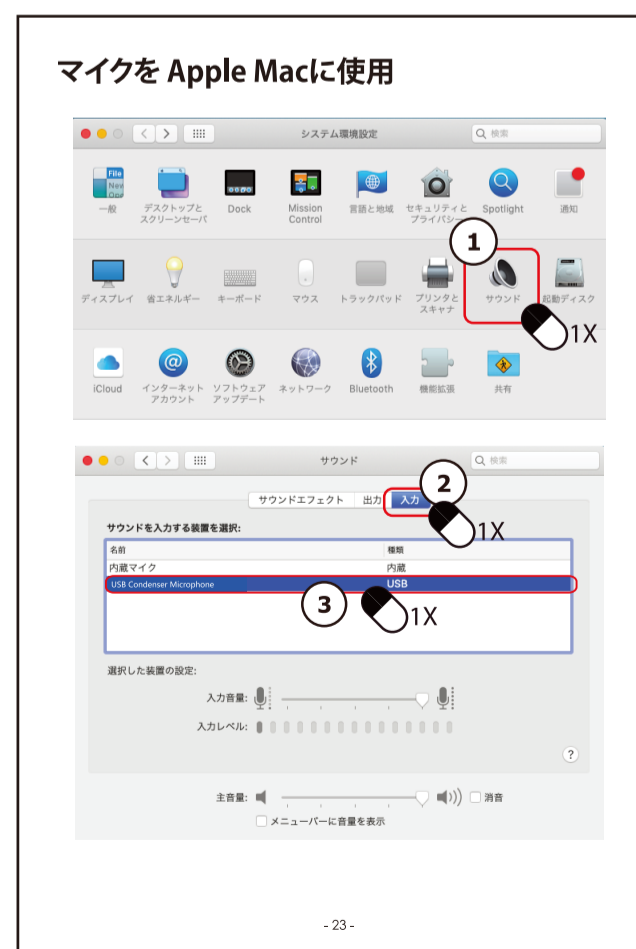 マイクを Apple Macに使用
システム環境設定
検索
File
New
一般
デスクトップと
スクリーンセーバ
Dock
Mission
Control
言語と地域
セキュリティと
プライバシー
Spotlight
通知
1
ディスプレイ
省エネルギー
キーボード
マウス
トラックパッド
プリンタと
スキャナ
サウンド
起動ディスク
1X
iCloud
@
インターネット
アカウント
ソフトウェア
アップデート
ネットワーク
Bluetooth
機能拡張
共有
サウンド
検索
サウンドエフェクト 出力 入力
2
1X
サウンドを入力する装置を選択:
名前 種類
内蔵マイク 内蔵
USB Condenser Microphone USB
3
1X
選択した装置の設定:
入力音量:
入力レベル:
?
主音量: 消音
メニューバーに音量を表示
- 23 -